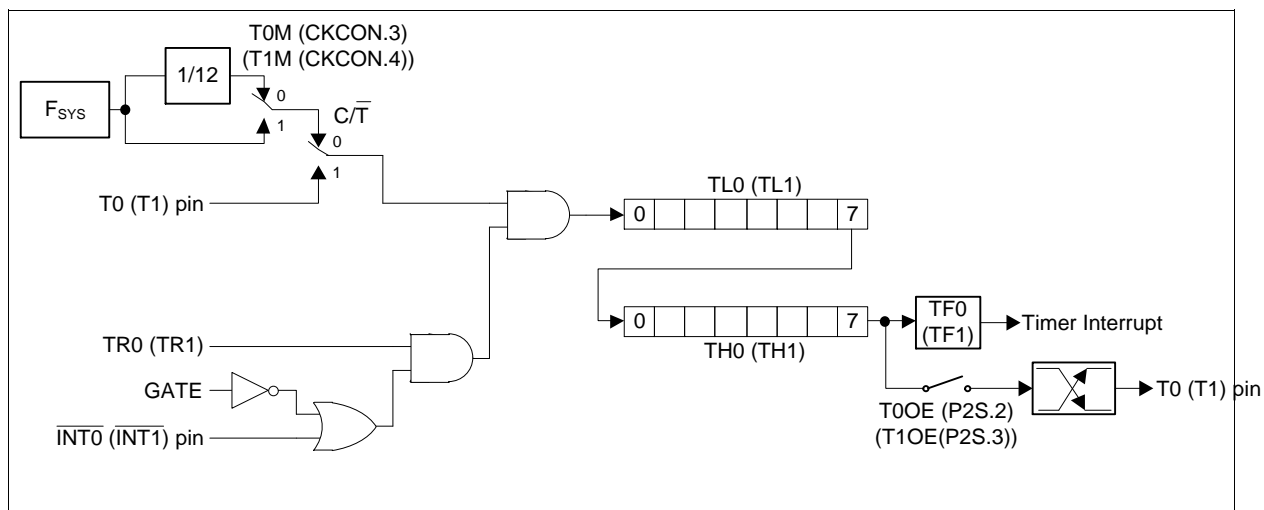 T0M (CKCON.3)
(T1M (CKCON.4))
1/12
FSYS
0
1
C/T̅
0
1
T0 (T1) pin
TL0 (TL1)
0 7
0 7
TH0 (TH1)
TF0
(TF1)
Timer Interrupt
TR0 (TR1)
GATE
I̅N̅T̅0̅ (I̅N̅T̅1̅) pin
T0OE (P2S.2)
(T1OE(P2S.3))
T0 (T1) pin